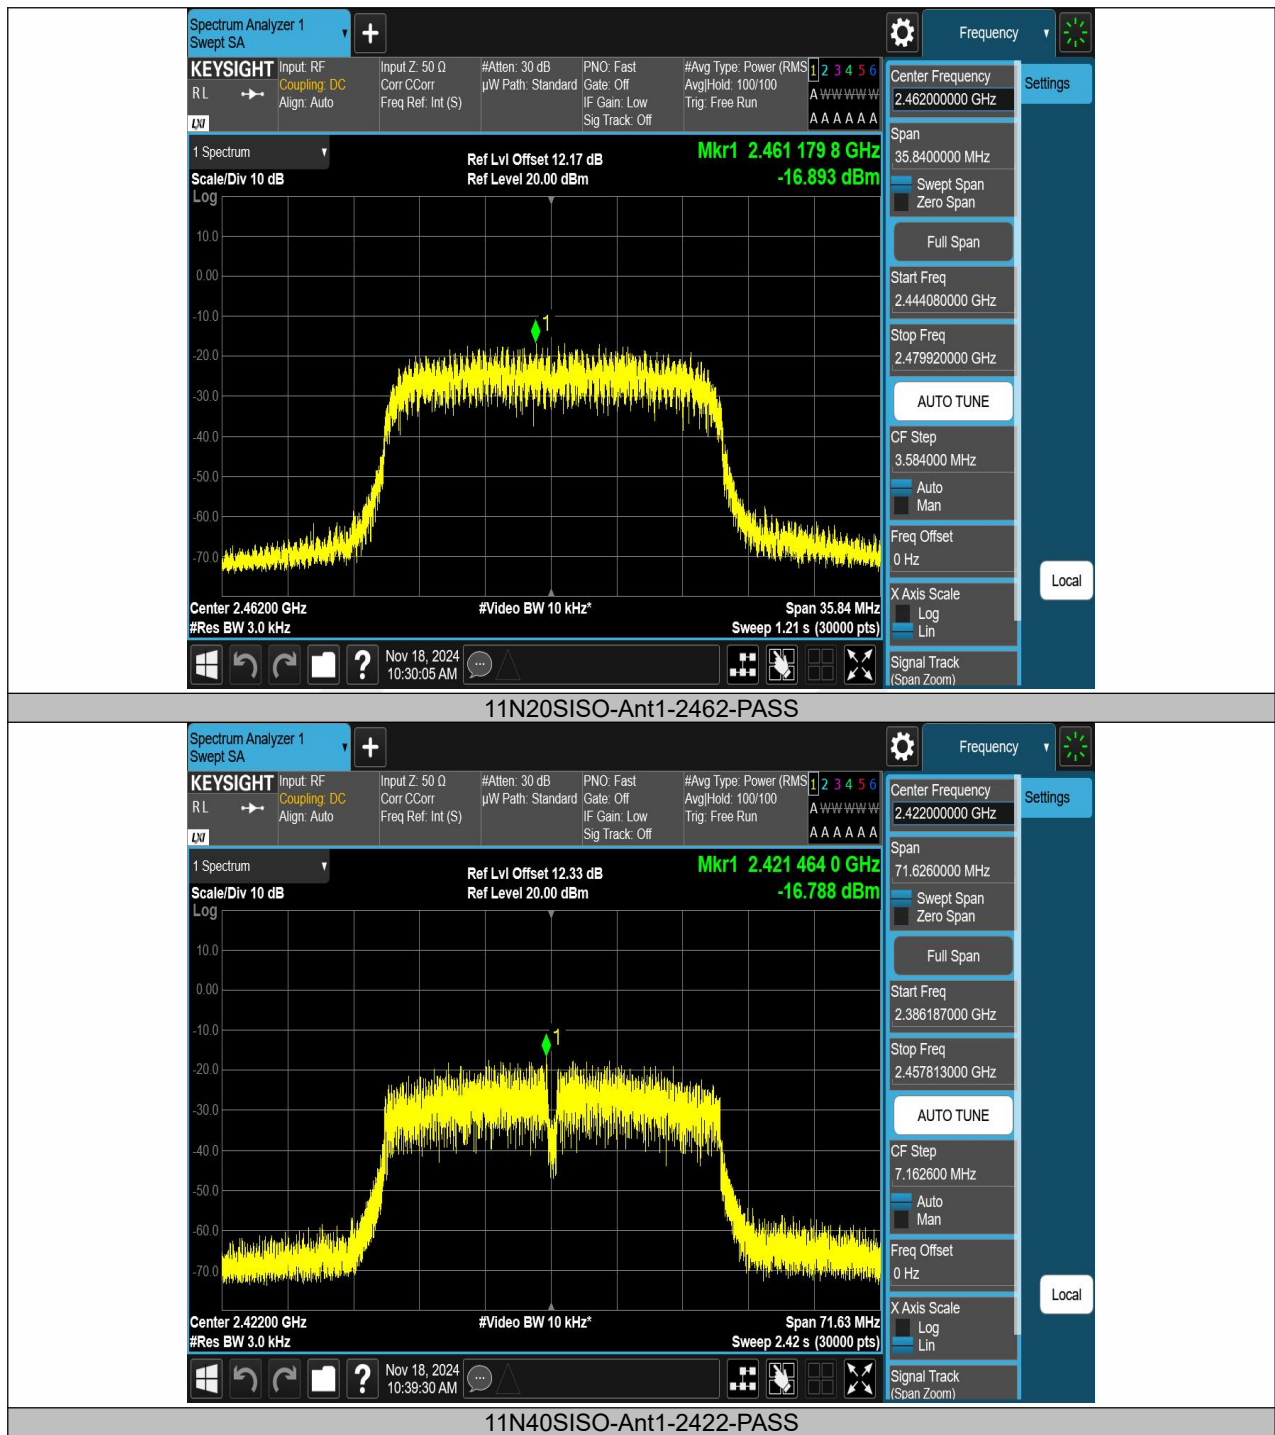 Spectrum Analyzer 1
Swept SA
Frequency
KEYSIGHT
RL
LXI
Input: RF
Coupling: DC
Align: Auto
Input Z: 50 Ω
Corr CCorr
Freq Ref: Int (S)
#Atten: 30 dB
µW Path: Standard
PNO: Fast
Gate: Off
IF Gain: Low
Sig Track: Off
#Avg Type: Power (RMS
Avg|Hold: 100/100
Trig: Free Run
1 2 3 4 5 6
A W W W W W
A A A A A A
1 Spectrum
Scale/Div 10 dB
Log
Ref Lvl Offset 12.17 dB
Ref Level 20.00 dBm
Mkr1 2.461 179 8 GHz
-16.893 dBm
10.0
0.00
-10.0
-20.0
-30.0
-40.0
-50.0
-60.0
-70.0
1
Center 2.46200 GHz
#Res BW 3.0 kHz
#Video BW 10 kHz*
Span 35.84 MHz
Sweep 1.21 s (30000 pts)
Nov 18, 2024
10:30:05 AM
Center Frequency
2.462000000 GHz
Settings
Span
35.8400000 MHz
Swept Span
Zero Span
Full Span
Start Freq
2.444080000 GHz
Stop Freq
2.479920000 GHz
AUTO TUNE
CF Step
3.584000 MHz
Auto
Man
Freq Offset
0 Hz
Local
X Axis Scale
Log
Lin
Signal Track
(Span Zoom)
11N20SISO-Ant1-2462-PASS
Spectrum Analyzer 1
Swept SA
Frequency
KEYSIGHT
RL
LXI
Input: RF
Coupling: DC
Align: Auto
Input Z: 50 Ω
Corr CCorr
Freq Ref: Int (S)
#Atten: 30 dB
µW Path: Standard
PNO: Fast
Gate: Off
IF Gain: Low
Sig Track: Off
#Avg Type: Power (RMS
Avg|Hold: 100/100
Trig: Free Run
1 2 3 4 5 6
A W W W W W
A A A A A A
1 Spectrum
Scale/Div 10 dB
Log
Ref Lvl Offset 12.33 dB
Ref Level 20.00 dBm
Mkr1 2.421 464 0 GHz
-16.788 dBm
10.0
0.00
-10.0
-20.0
-30.0
-40.0
-50.0
-60.0
-70.0
1
Center 2.42200 GHz
#Res BW 3.0 kHz
#Video BW 10 kHz*
Span 71.63 MHz
Sweep 2.42 s (30000 pts)
Nov 18, 2024
10:39:30 AM
Center Frequency
2.422000000 GHz
Settings
Span
71.6260000 MHz
Swept Span
Zero Span
Full Span
Start Freq
2.386187000 GHz
Stop Freq
2.457813000 GHz
AUTO TUNE
CF Step
7.162600 MHz
Auto
Man
Freq Offset
0 Hz
Local
X Axis Scale
Log
Lin
Signal Track
(Span Zoom)
11N40SISO-Ant1-2422-PASS